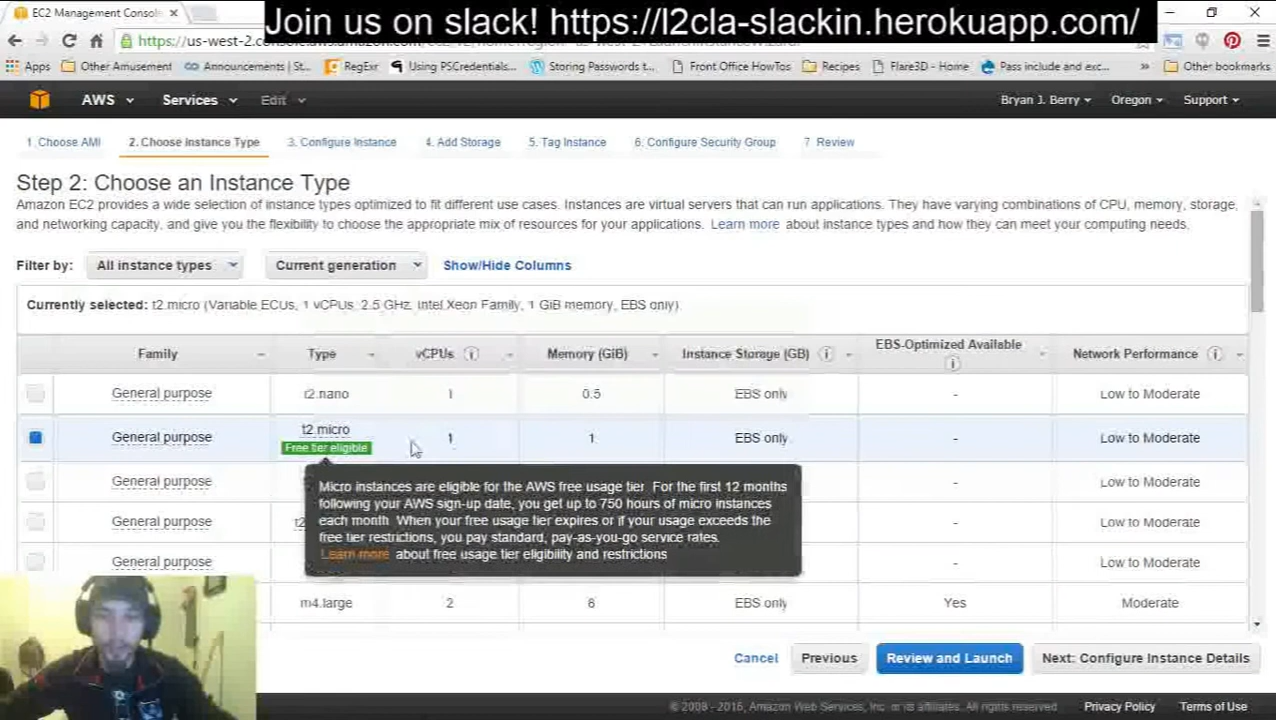 EC2 Management Consol
Join us on slack! https://l2cla-slackin.herokuapp.com/
https://us-west-2.console.aws.amazon.com
Apps Other Amusement Announcements | St... RegExr Using PSCredentials... Storing Passwords t... Front Office HowTos Recipes Flare3D - Home Pass include and exc... » Other bookmarks
AWS Services Edit Bryan J. Berry Oregon Support
1. Choose AMI 2. Choose Instance Type 3. Configure Instance 4. Add Storage 5. Tag Instance 6. Configure Security Group 7. Review
Step 2: Choose an Instance Type
Amazon EC2 provides a wide selection of instance types optimized to fit different use cases. Instances are virtual servers that can run applications. They have varying combinations of CPU, memory, storage,
and networking capacity, and give you the flexibility to choose the appropriate mix of resources for your applications. Learn more about instance types and how they can meet your computing needs.
Filter by: All instance types Current generation Show/Hide Columns
Currently selected: t2.micro (Variable ECUs, 1 vCPUs, 2.5 GHz, Intel Xeon Family, 1 GiB memory, EBS only)
Family Type vCPUs Memory (GiB) Instance Storage (GB) EBS-Optimized Available Network Performance
General purpose t2.nano 1 0.5 EBS only - Low to Moderate
General purpose t2.micro 1 1 EBS only - Low to Moderate
Free tier eligible
General purpose EBS only - Low to Moderate
Micro instances are eligible for the AWS free usage tier. For the first 12 months
following your AWS sign-up date, you get up to 750 hours of micro instances
each month. When your free usage tier expires or if your usage exceeds the
free tier restrictions, you pay standard, pay-as-you-go service rates.
Learn more about free usage tier eligibility and restrictions
General purpose - Low to Moderate
General purpose - Low to Moderate
m4.large 2 8 EBS only Yes Moderate
Cancel Previous Review and Launch Next: Configure Instance Details
© 2008 - 2016, Amazon Web Services, Inc. or its affiliates. All rights reserved. Privacy Policy Terms of Use